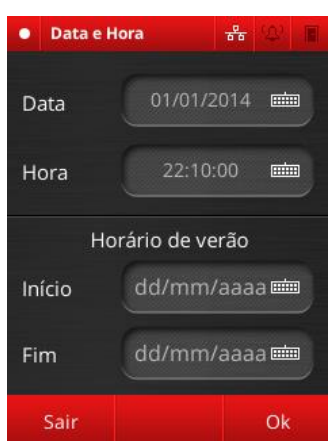 Data e Hora
Data 01/01/2014
Hora 22:10:00
Horário de verão
Início dd/mm/aaaa
Fim dd/mm/aaaa
Sair Ok